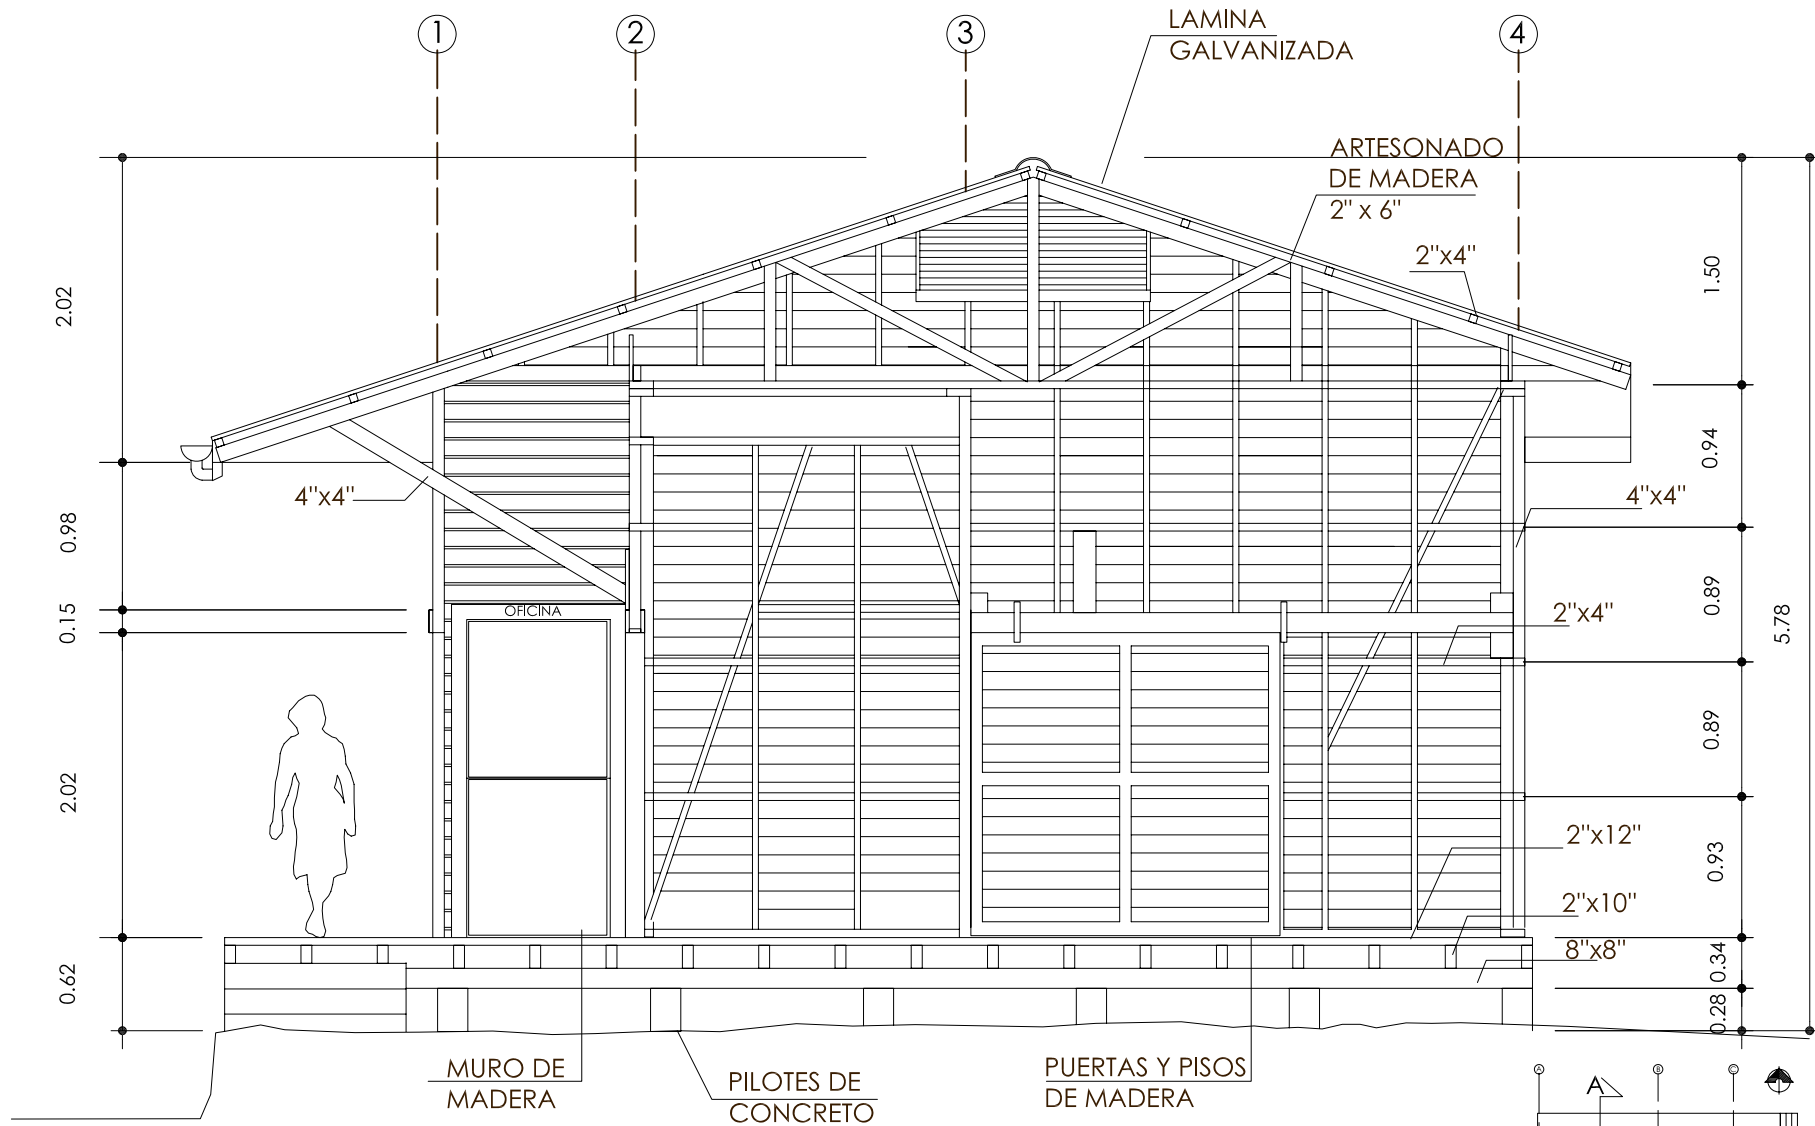 1
2
3
4
LAMINA
GALVANIZADA
ARTESONADO
DE MADERA
2" x 6"
2"x4"
2.02
1.50
0.94
4"x4"
4"x4"
0.98
0.89
0.15
OFICINA
2"x4"
5.78
0.89
2.02
2"x12"
0.93
2"x10"
8"x8"
0.62
0.34
0.28
MURO DE
MADERA
PILOTES DE
CONCRETO
PUERTAS Y PISOS
DE MADERA
A
B
C
A